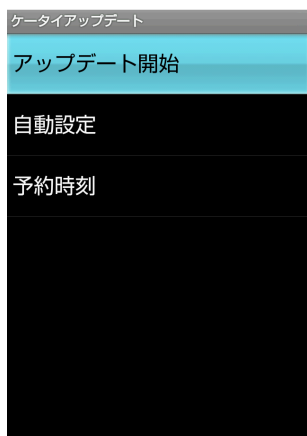 ケータイアップデート
アップデート開始
自動設定
予約時刻